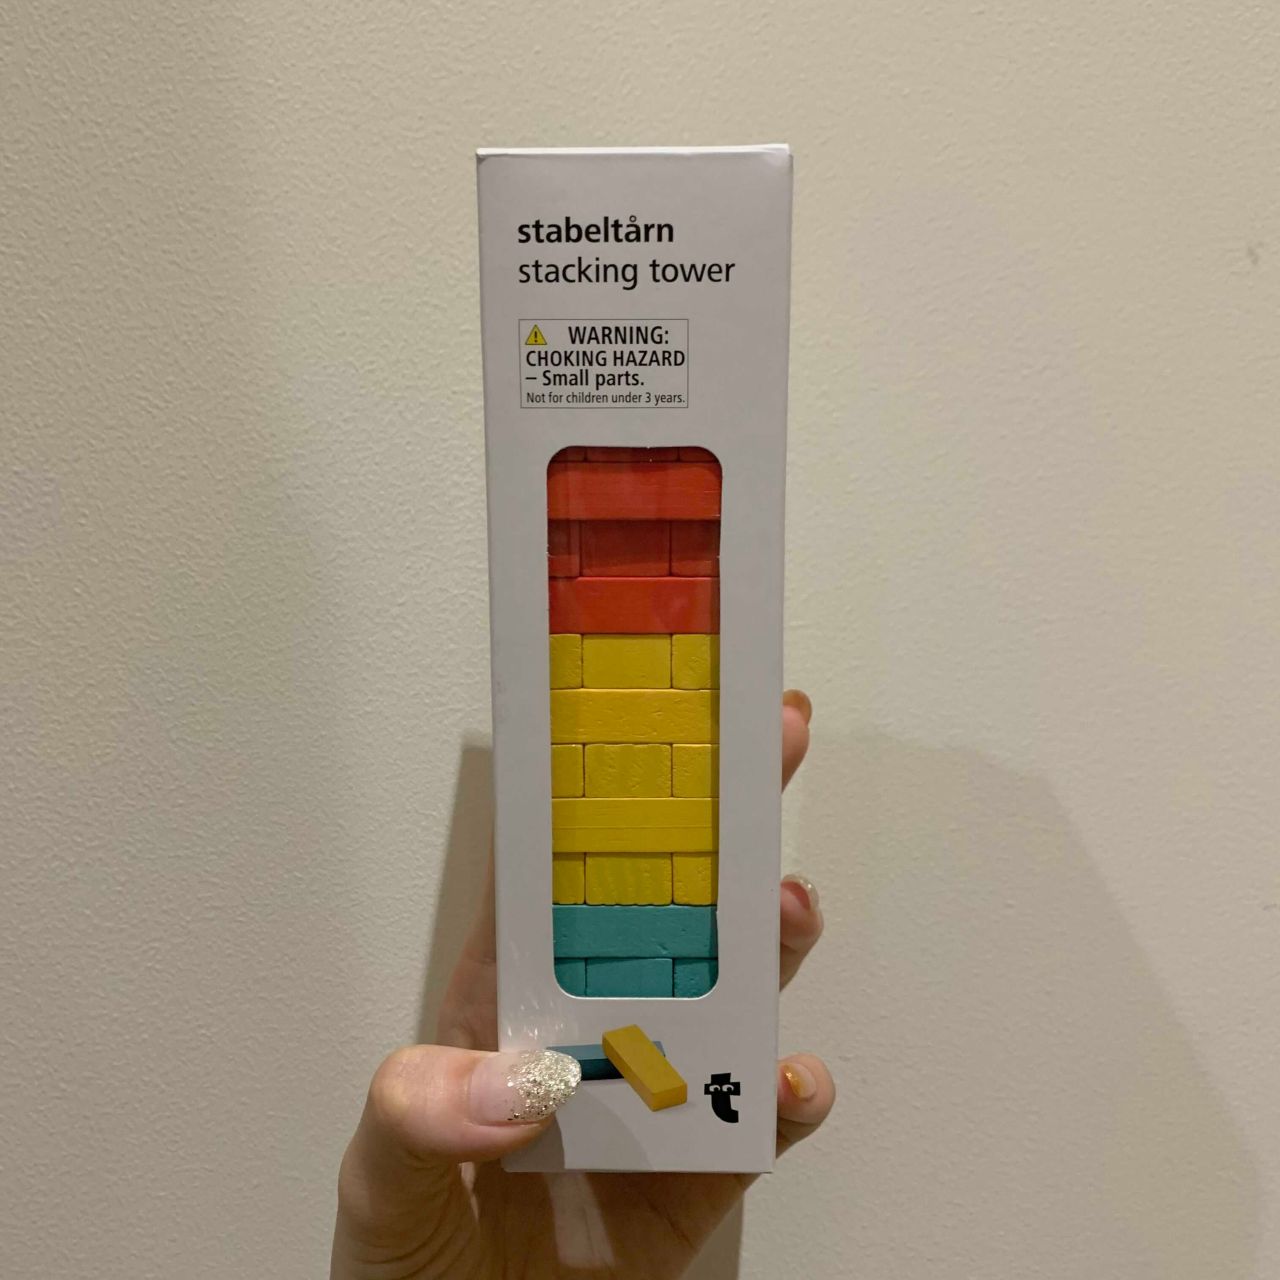 stabeltårn
stacking tower
WARNING:
CHOKING HAZARD
– Small parts.
Not for children under 3 years.